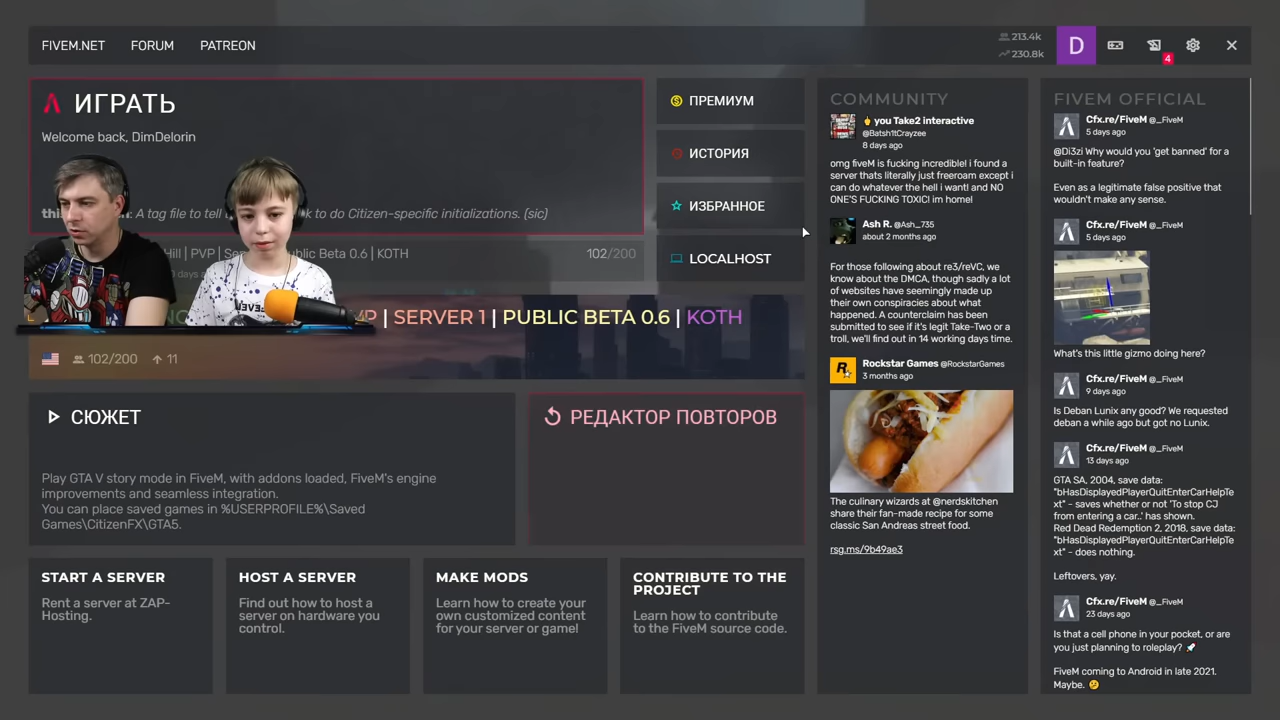 FIVEM.NET
FORUM
PATREON
213.4k
230.8k
D
4
ИГРАТЬ
Welcome back, DimDelorin
A tag file to tell
k to do Citizen-specific initializations. (sic)
Hill | PVP | Se
Public Beta 0.6 | KOTH
102/200
| SERVER 1 | PUBLIC BETA 0.6 | KOTH
102/200
11
ПРЕМИУМ
ИСТОРИЯ
ИЗБРАННОЕ
LOCALHOST
СЮЖЕТ
Play GTA V story mode in FiveM, with addons loaded, FiveM's engine
improvements and seamless integration.
You can place saved games in %USERPROFILE%\Saved
Games\CitizenFX\GTA5.
РЕДАКТОР ПОВТОРОВ
START A SERVER
Rent a server at ZAP-
Hosting.
HOST A SERVER
Find out how to host a
server on hardware you
control.
MAKE MODS
Learn how to create your
own customized content
for your server or game!
CONTRIBUTE TO THE
PROJECT
Learn how to contribute
to the FiveM source code.
COMMUNITY
🖕 you Take2 interactive
@Batsh1tCrayzee
8 days ago
omg fiveM is fucking incredible! i found a
server thats literally just freeroam except i
can do whatever the hell i want! and NO
ONE'S FUCKING TOXIC! im home!
Ash R. @Ash_735
about 2 months ago
For those following about re3/reVC, we
know about the DMCA, though sadly a lot
of websites have seemingly made up
their own conspiracies about what
happened. A counterclaim has been
submitted to see if it's legit Take-Two or a
troll, we'll find out in 14 working days time.
Rockstar Games @RockstarGames
3 months ago
The culinary wizards at @nerdskitchen
share their fan-made recipe for some
classic San Andreas street food.
rsg.ms/9b49ae3
FIVEM OFFICIAL
Cfx.re/FiveM @_FiveM
5 days ago
@Di3zi Why would you 'get banned' for a
built-in feature?
Even as a legitimate false positive that
wouldn't make any sense.
Cfx.re/FiveM @_FiveM
5 days ago
What's this little gizmo doing here?
Cfx.re/FiveM @_FiveM
9 days ago
Is Deban Lunix any good? We requested
deban a while ago but got no Lunix.
Cfx.re/FiveM @_FiveM
13 days ago
GTA SA, 2004, save data:
"bHasDisplayedPlayerQuitEnterCarHelpTe
xt" - saves whether or not 'To stop CJ
from entering a car..' has shown.
Red Dead Redemption 2, 2018, save data:
"bHasDisplayedPlayerQuitEnterCarHelpTe
xt" - does nothing.
Leftovers, yay.
Cfx.re/FiveM @_FiveM
23 days ago
Is that a cell phone in your pocket, or are
you just planning to roleplay? 🚀
FiveM coming to Android in late 2021.
Maybe. 😕